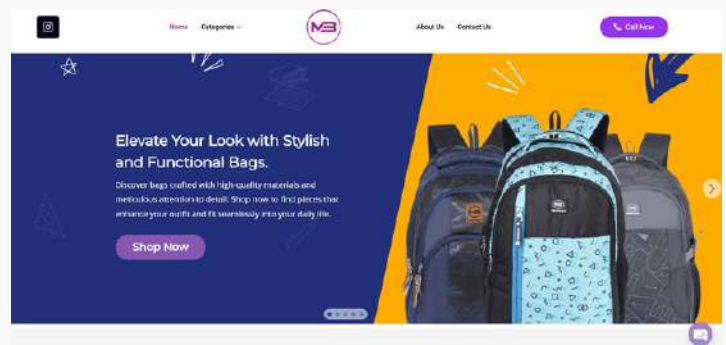 Home
Categories
MB
About Us
Contact Us
Call Now
Elevate Your Look with Stylish
and Functional Bags.
Discover bags crafted with high-quality materials and
meticulous attention to detail. Shop now to find pieces that
enhance your outfit and fit seamlessly into your daily life.
Shop Now